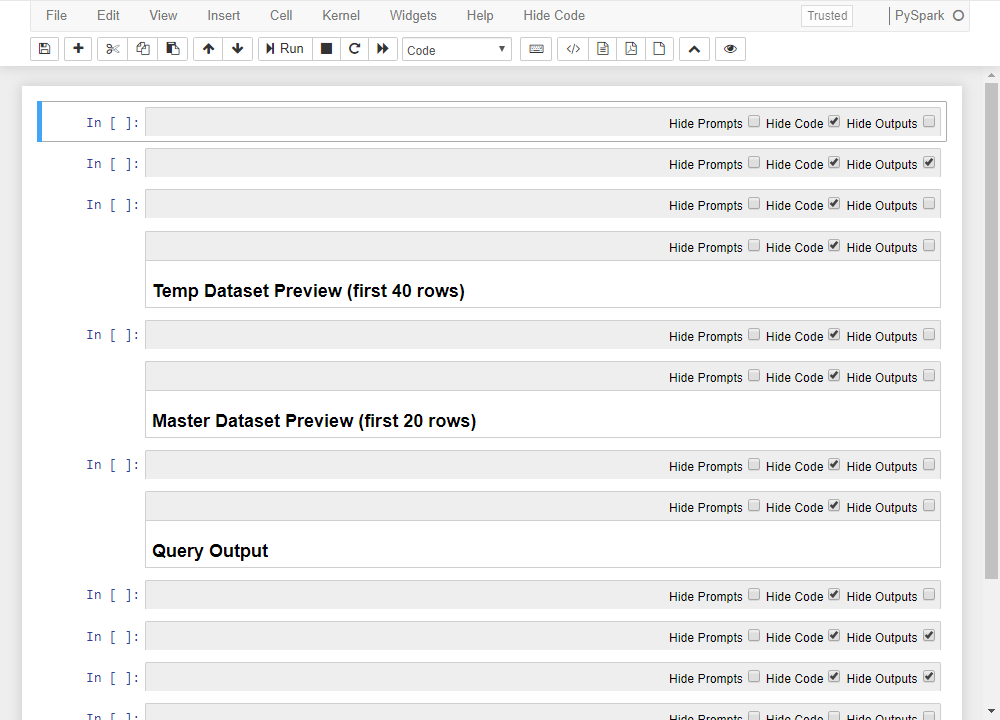 File Edit View Insert Cell Kernel Widgets Help Hide Code Trusted PySpark
Run Code
In [ ]: Hide Prompts Hide Code Hide Outputs
In [ ]: Hide Prompts Hide Code Hide Outputs
In [ ]: Hide Prompts Hide Code Hide Outputs
Hide Prompts Hide Code Hide Outputs
Temp Dataset Preview (first 40 rows)
In [ ]: Hide Prompts Hide Code Hide Outputs
Hide Prompts Hide Code Hide Outputs
Master Dataset Preview (first 20 rows)
In [ ]: Hide Prompts Hide Code Hide Outputs
Hide Prompts Hide Code Hide Outputs
Query Output
In [ ]: Hide Prompts Hide Code Hide Outputs
In [ ]: Hide Prompts Hide Code Hide Outputs
In [ ]: Hide Prompts Hide Code Hide Outputs
In [ ]: Hide Prompts Hide Code Hide Outputs